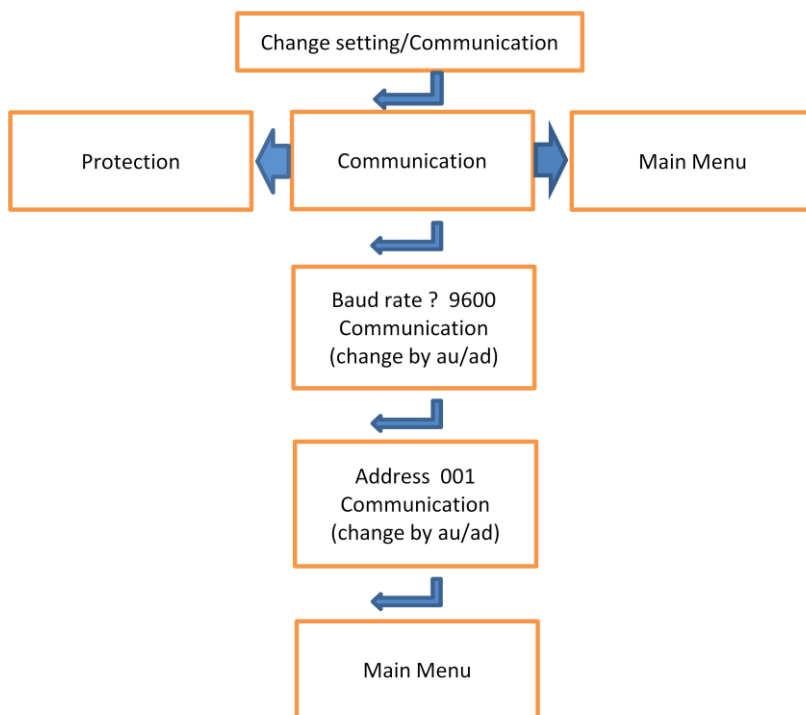 Change setting/Communication
Protection
Communication
Main Menu
Baud rate ? 9600
Communication
(change by au/ad)
Address 001
Communication
(change by au/ad)
Main Menu